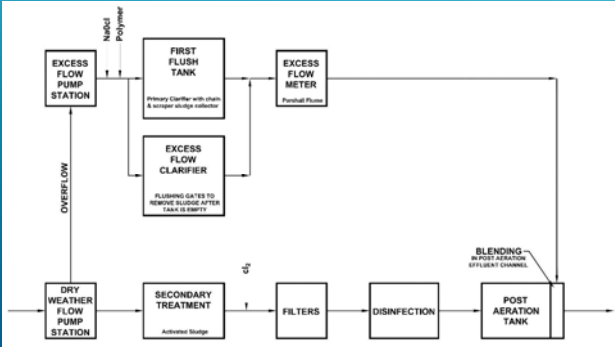 NaOcl
Polymer
EXCESS
FLOW
PUMP
STATION
FIRST
FLUSH
TANK
Primary Clarifier with chain
& scraper sludge collector
EXCESS
FLOW
METER
Parshall Flume
EXCESS
FLOW
CLARIFIER
FLUSHING GATES TO
REMOVE SLUDGE AFTER
TANK IS EMPTY
OVERFLOW
BLENDING
IN POST AERATION
EFFLUENT CHANNEL
cl₂
DRY
WEATHER
FLOW
PUMP
STATION
SECONDARY
TREATMENT
Activated Sludge
FILTERS
DISINFECTION
POST
AERATION
TANK